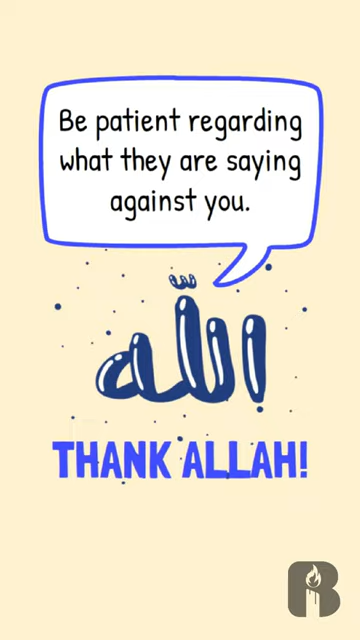 Be patient regarding
what they are saying
against you.
الله
THANK ALLAH!
B